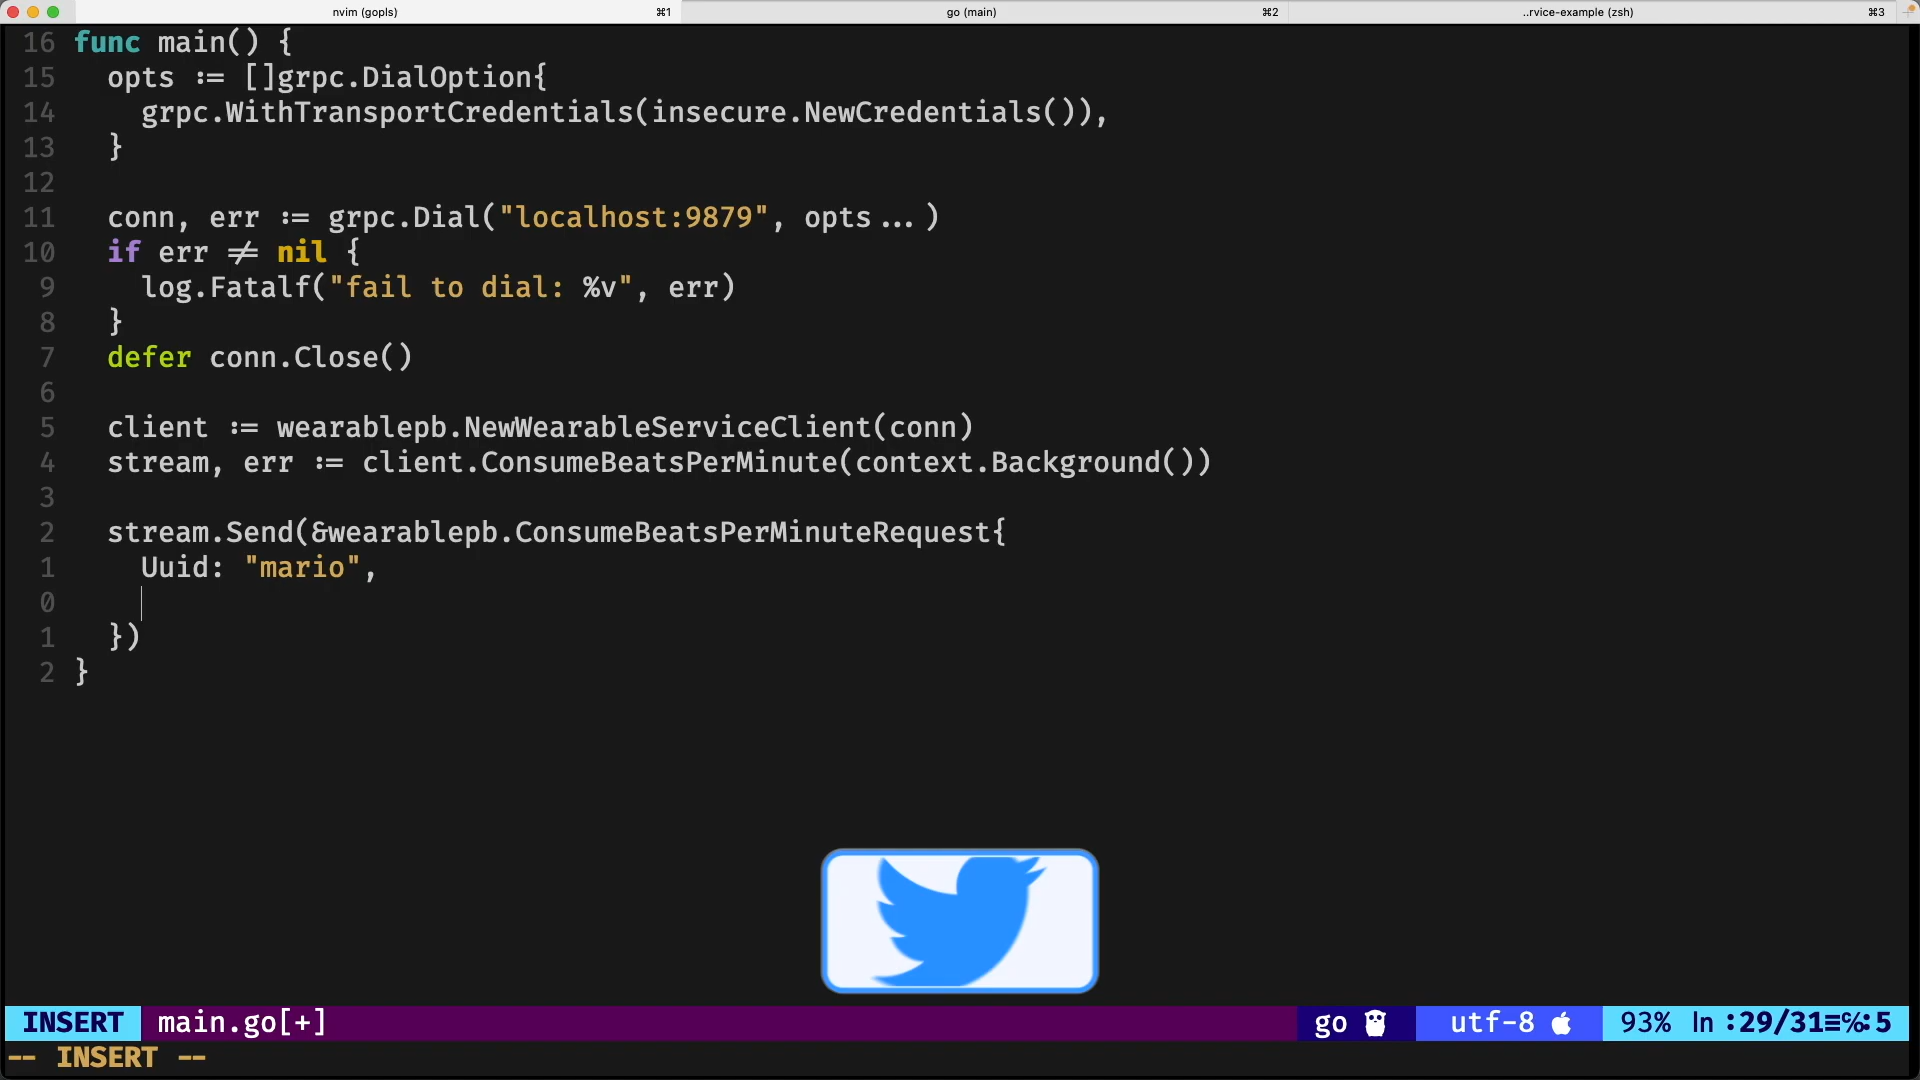 nvim (gopls) ⌘1 go (main) ⌘2 ..rvice-example (zsh) ⌘3
16 func main() {
15   opts := []grpc.DialOption{
14     grpc.WithTransportCredentials(insecure.NewCredentials()),
13   }
12
11   conn, err := grpc.Dial("localhost:9879", opts...)
10   if err != nil {
9     log.Fatalf("fail to dial: %v", err)
8   }
7   defer conn.Close()
6
5   client := wearablepb.NewWearableServiceClient(conn)
4   stream, err := client.ConsumeBeatsPerMinute(context.Background())
3
2   stream.Send(&wearablepb.ConsumeBeatsPerMinuteRequest{
1     Uuid: "mario",
0
1   })
2 }
INSERT main.go[+] go utf-8 93% ln :29/31≡℅:5
-- INSERT --